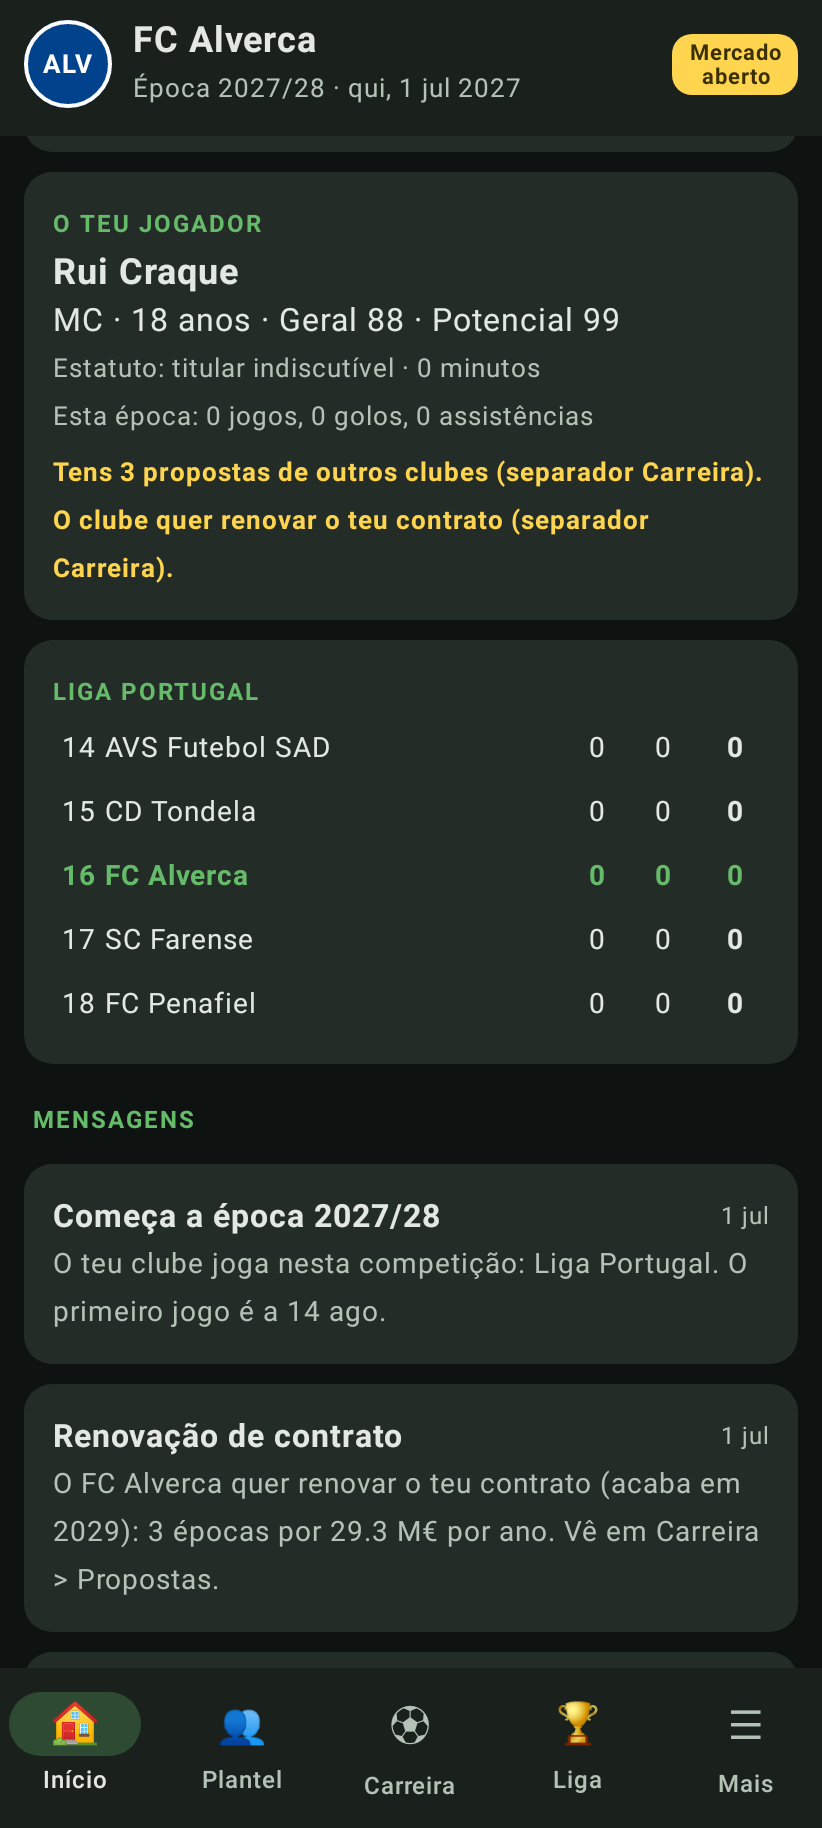 ALV
FC Alverca
Época 2027/28 · qui, 1 jul 2027
Mercado
aberto
O TEU JOGADOR
Rui Craque
MC · 18 anos · Geral 88 · Potencial 99
Estatuto: titular indiscutível · 0 minutos
Esta época: 0 jogos, 0 golos, 0 assistências
Tens 3 propostas de outros clubes (separador Carreira).
O clube quer renovar o teu contrato (separador
Carreira).
LIGA PORTUGAL
14 AVS Futebol SAD 0 0 0
15 CD Tondela 0 0 0
16 FC Alverca 0 0 0
17 SC Farense 0 0 0
18 FC Penafiel 0 0 0
MENSAGENS
Começa a época 2027/28 1 jul
O teu clube joga nesta competição: Liga Portugal. O
primeiro jogo é a 14 ago.
Renovação de contrato 1 jul
O FC Alverca quer renovar o teu contrato (acaba em
2029): 3 épocas por 29.3 M€ por ano. Vê em Carreira
> Propostas.
Início Plantel Carreira Liga Mais